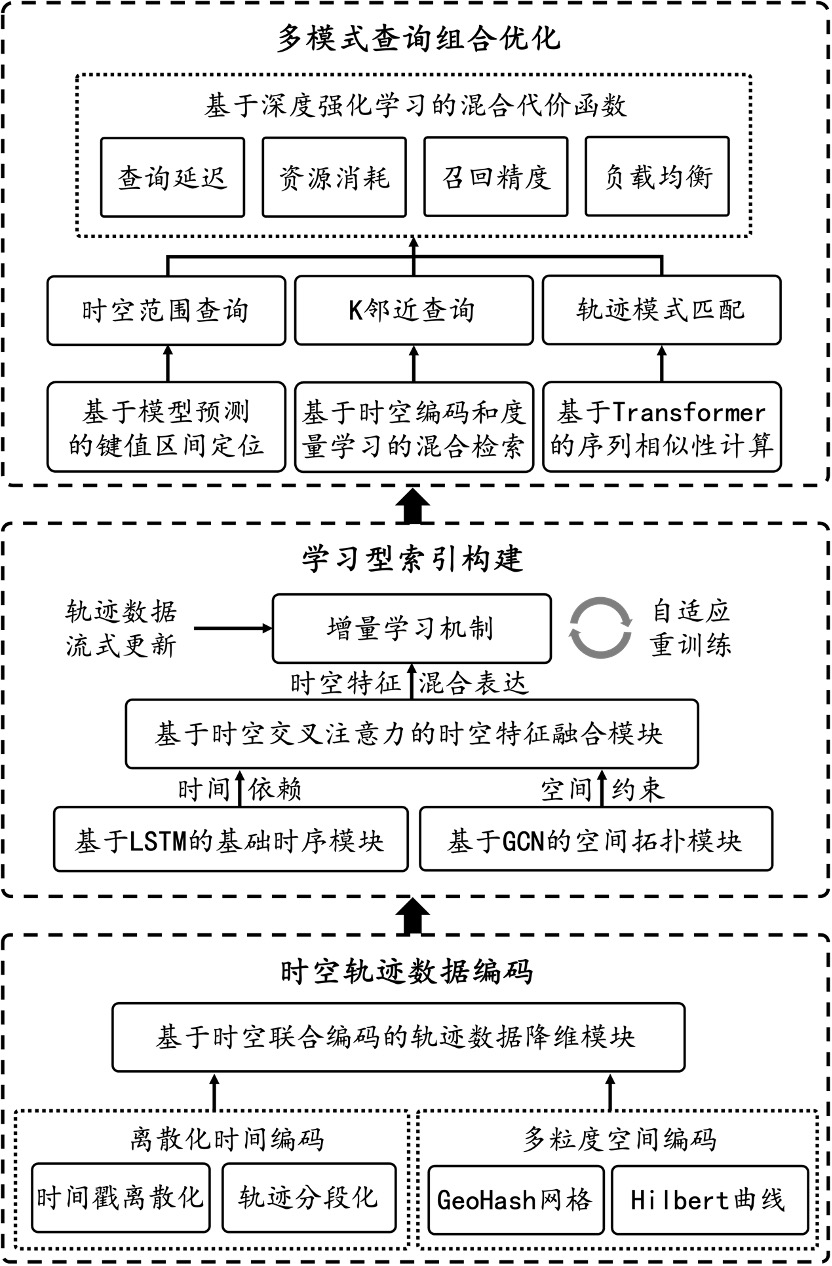 多模式查询组合优化
基于深度强化学习的混合代价函数
查询延迟
资源消耗
召回精度
负载均衡
时空范围查询
K邻近查询
轨迹模式匹配
基于模型预测
的键值区间定位
基于时空编码和度
量学习的混合检索
基于Transformer
的序列相似性计算
学习型索引构建
轨迹数据
流式更新
增量学习机制
自适应
重训练
时空特征 混合表达
基于时空交叉注意力的时空特征融合模块
时间 依赖
空间 约束
基于LSTM的基础时序模块
基于GCN的空间拓扑模块
时空轨迹数据编码
基于时空联合编码的轨迹数据降维模块
离散化时间编码
多粒度空间编码
时间戳离散化
轨迹分段化
GeoHash网格
Hilbert曲线